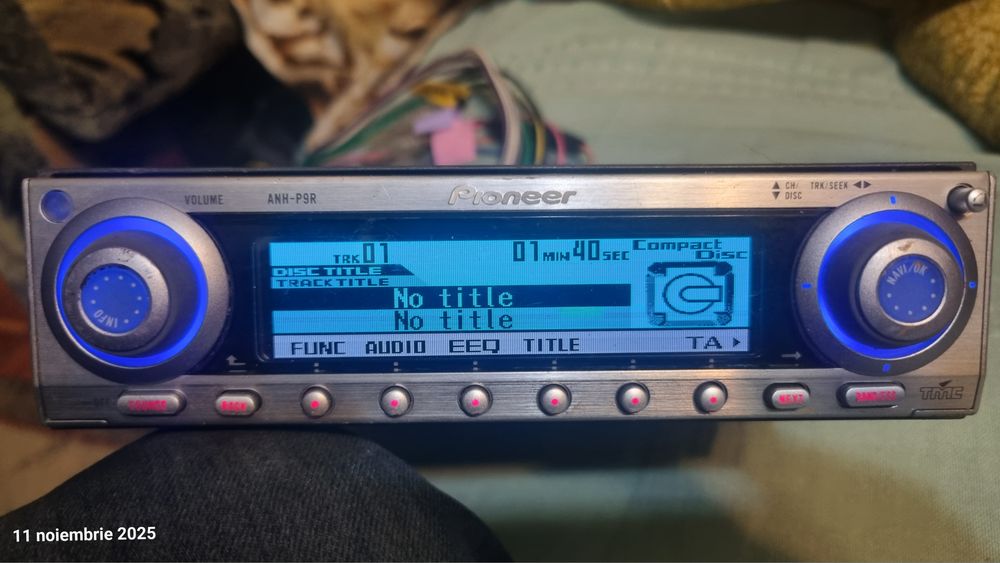 Pioneer
VOLUME ANH-P9R
CH/ DISC TRK/SEEK
INFO
NAVI/OK
TRK 01 01 MIN 40 SEC Compact Disc
DISC TITLE
TRACK TITLE
No title
No title
FUNC AUDIO EEQ TITLE TA
OFF SOURCE BACK NEXT BAND/ESC TMC
11 noiembrie 2025